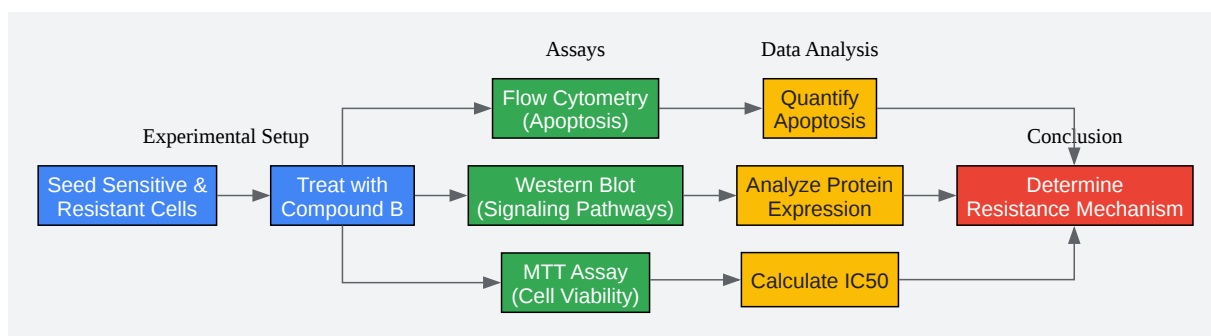 Assays
Data Analysis
Flow Cytometry
(Apoptosis)
Quantify
Apoptosis
Experimental Setup
Conclusion
Seed Sensitive &
Resistant Cells
Treat with
Compound B
Western Blot
(Signaling Pathways)
Analyze Protein
Expression
Determine
Resistance Mechanism
MTT Assay
(Cell Viability)
Calculate IC50